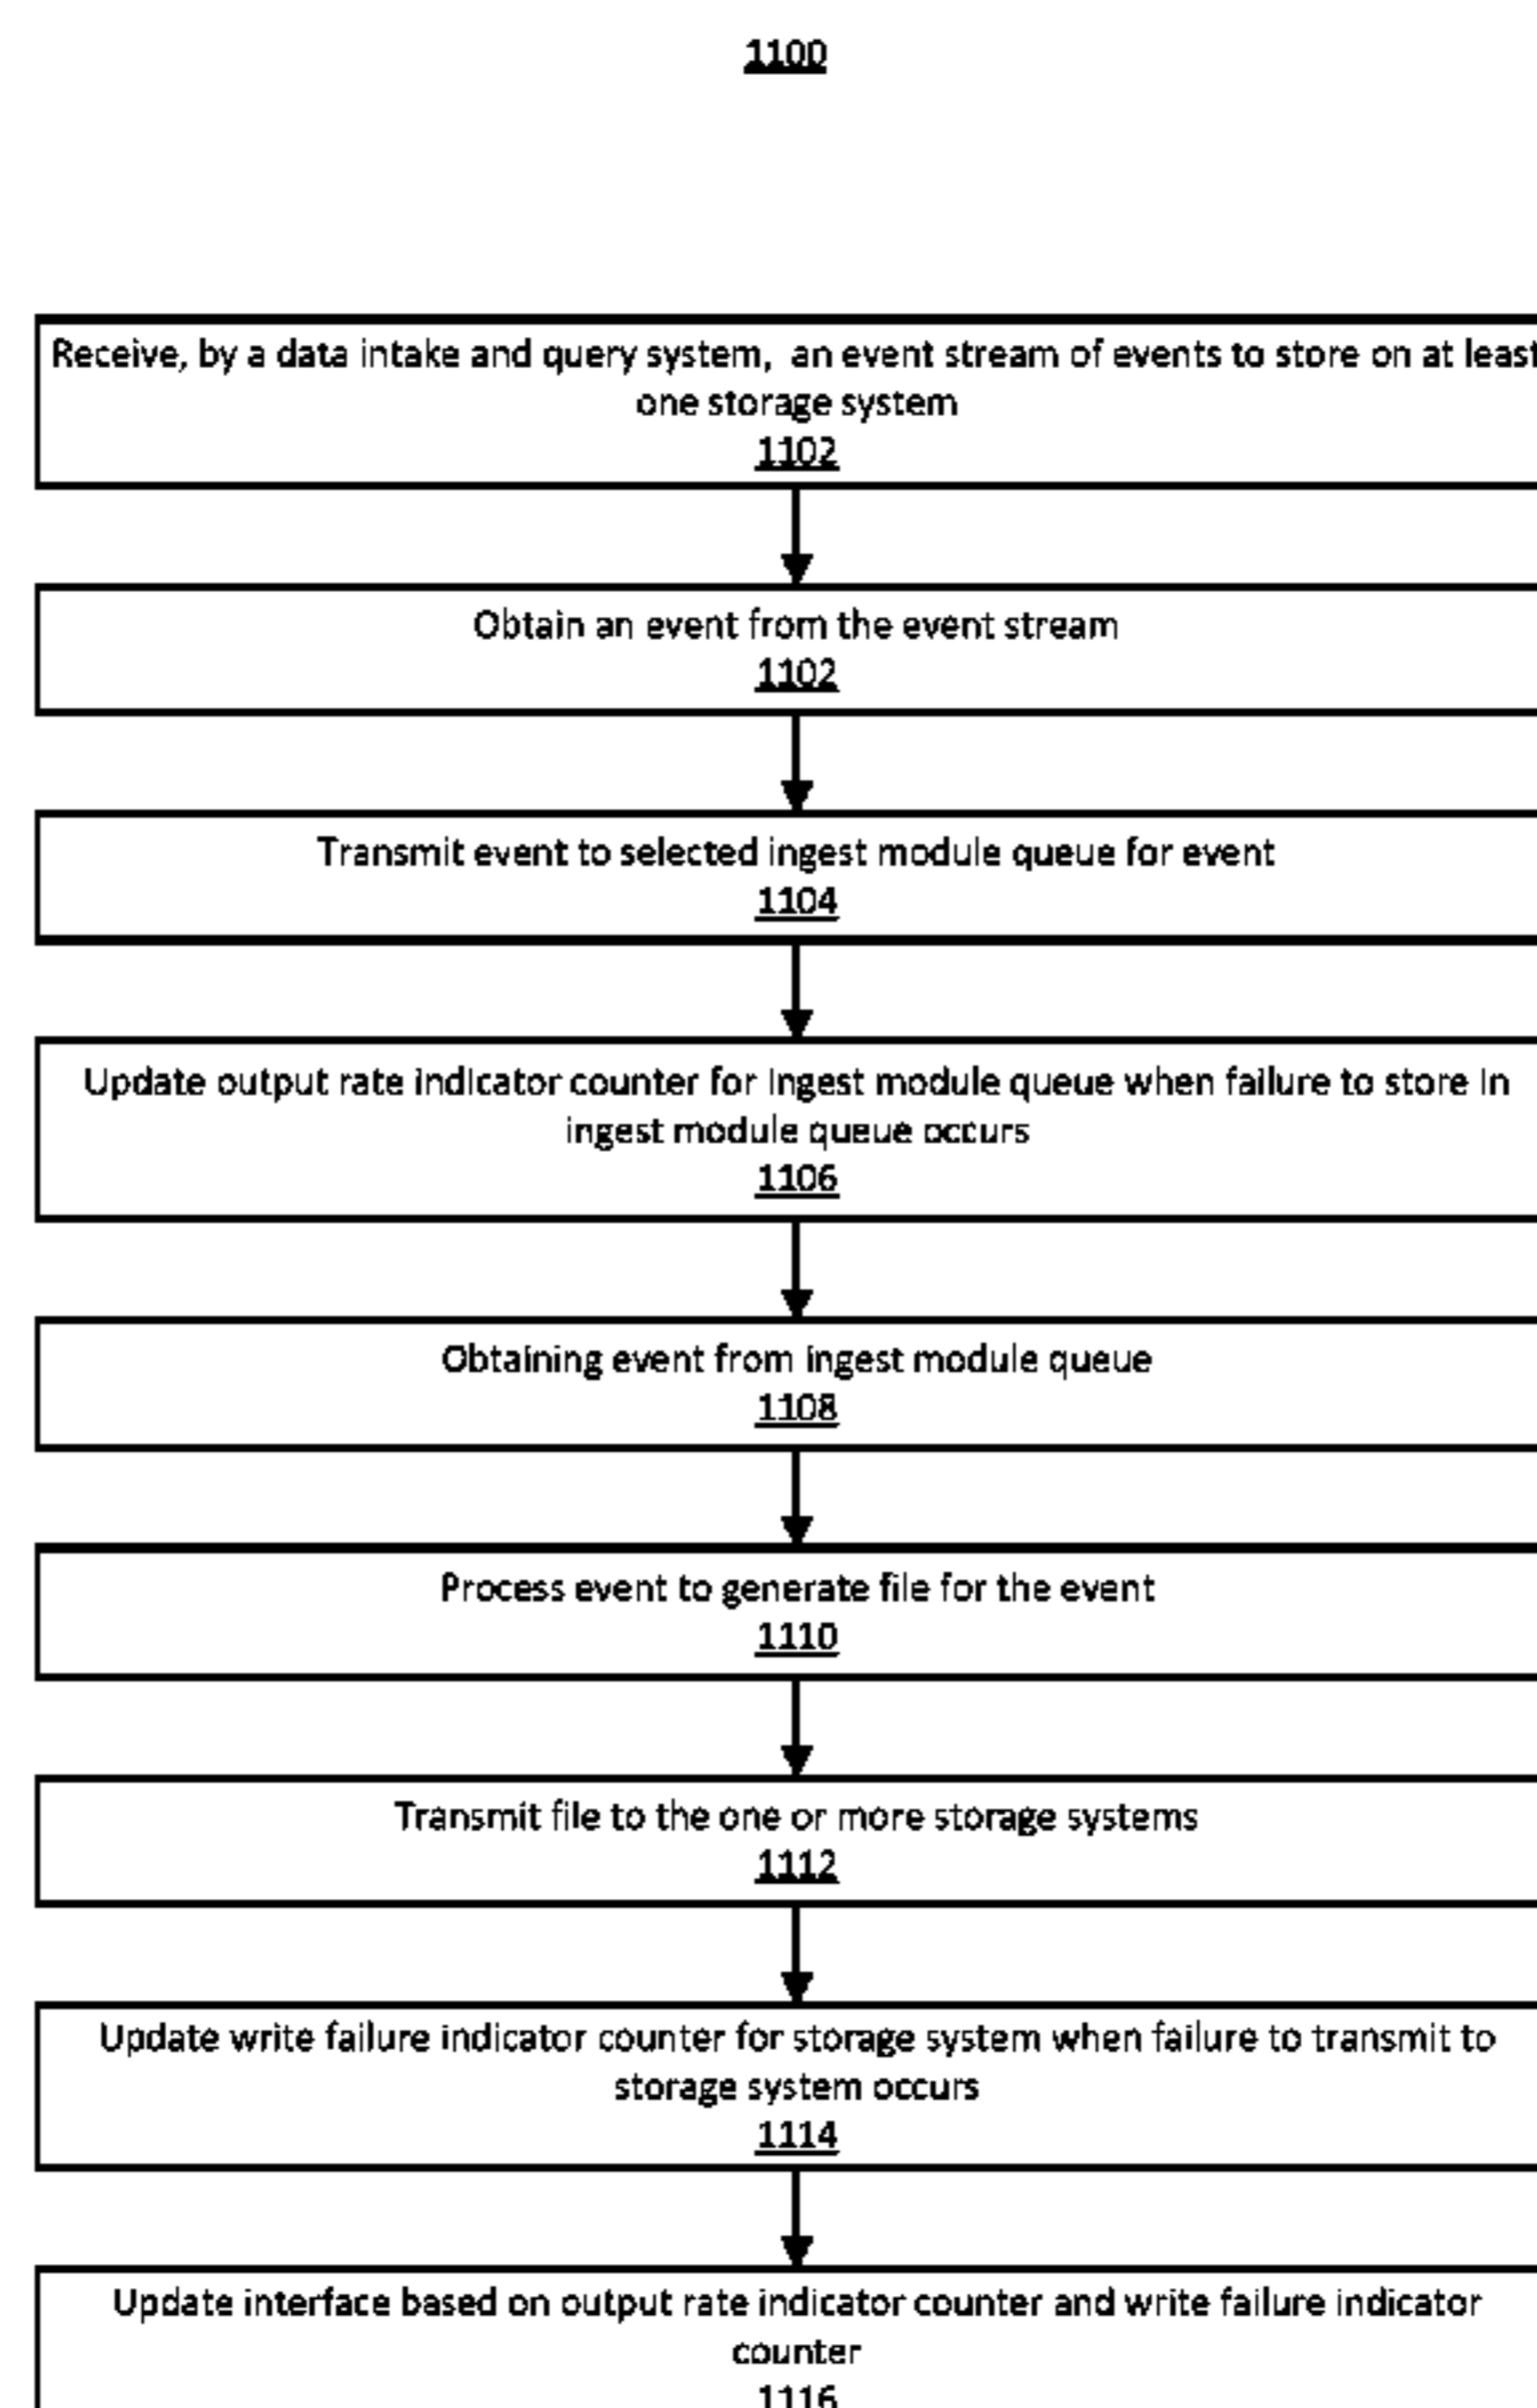 1100
Receive, by a data intake and query system, an event stream of events to store on at least
one storage system
1102
Obtain an event from the event stream
1102
Transmit event to selected ingest module queue for event
1104
Update output rate indicator counter for ingest module queue when failure to store in
ingest module queue occurs
1106
Obtaining event from ingest module queue
1108
Process event to generate file for the event
1110
Transmit file to the one or more storage systems
1112
Update write failure indicator counter for storage system when failure to transmit to
storage system occurs
1114
Update interface based on output rate indicator counter and write failure indicator
counter
1116